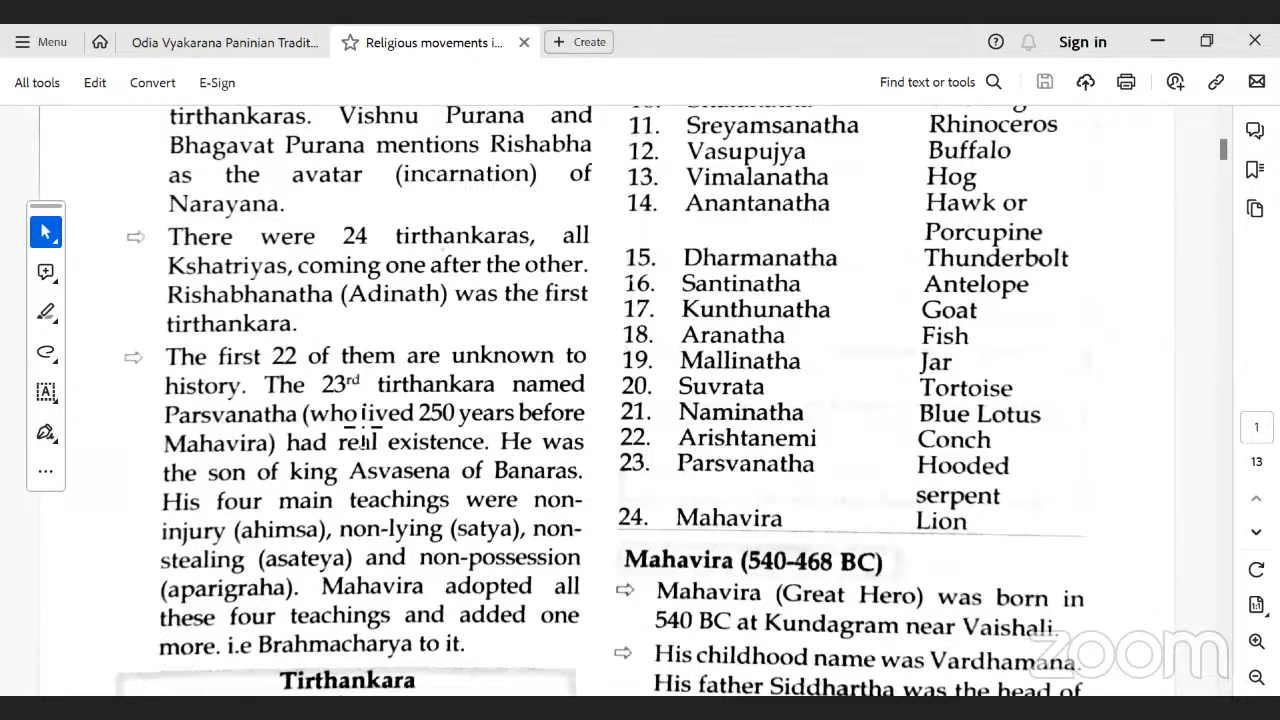 Menu
Odia Vyakarana Paninian Tradit...
Religious movements i...
Create
Sign in
All tools
Edit
Convert
E-Sign
Find text or tools
tirthankaras. Vishnu Purana and
Bhagavat Purana mentions Rishabha
as the avatar (incarnation) of
Narayana.
⇨ There were 24 tirthankaras, all
Kshatriyas, coming one after the other.
Rishabhanatha (Adinath) was the first
tirthankara.
⇨ The first 22 of them are unknown to
history. The 23rd tirthankara named
Parsvanatha (who lived 250 years before
Mahavira) had real existence. He was
the son of king Asvasena of Banaras.
His four main teachings were non-
injury (ahimsa), non-lying (satya), non-
stealing (asateya) and non-possession
(aparigraha). Mahavira adopted all
these four teachings and added one
more. i.e Brahmacharya to it.
Tirthankara
11. Sreyamsanatha Rhinoceros
12. Vasupujya Buffalo
13. Vimalanatha Hog
14. Anantanatha Hawk or
Porcupine
15. Dharmanatha Thunderbolt
16. Santinatha Antelope
17. Kunthunatha Goat
18. Aranatha Fish
19. Mallinatha Jar
20. Suvrata Tortoise
21. Naminatha Blue Lotus
22. Arishtanemi Conch
23. Parsvanatha Hooded
serpent
24. Mahavira Lion
Mahavira (540-468 BC)
⇨ Mahavira (Great Hero) was born in
540 BC at Kundagram near Vaishali.
⇨ His childhood name was Vardhamana.
His father Siddhartha was the head of
1
13
zoom